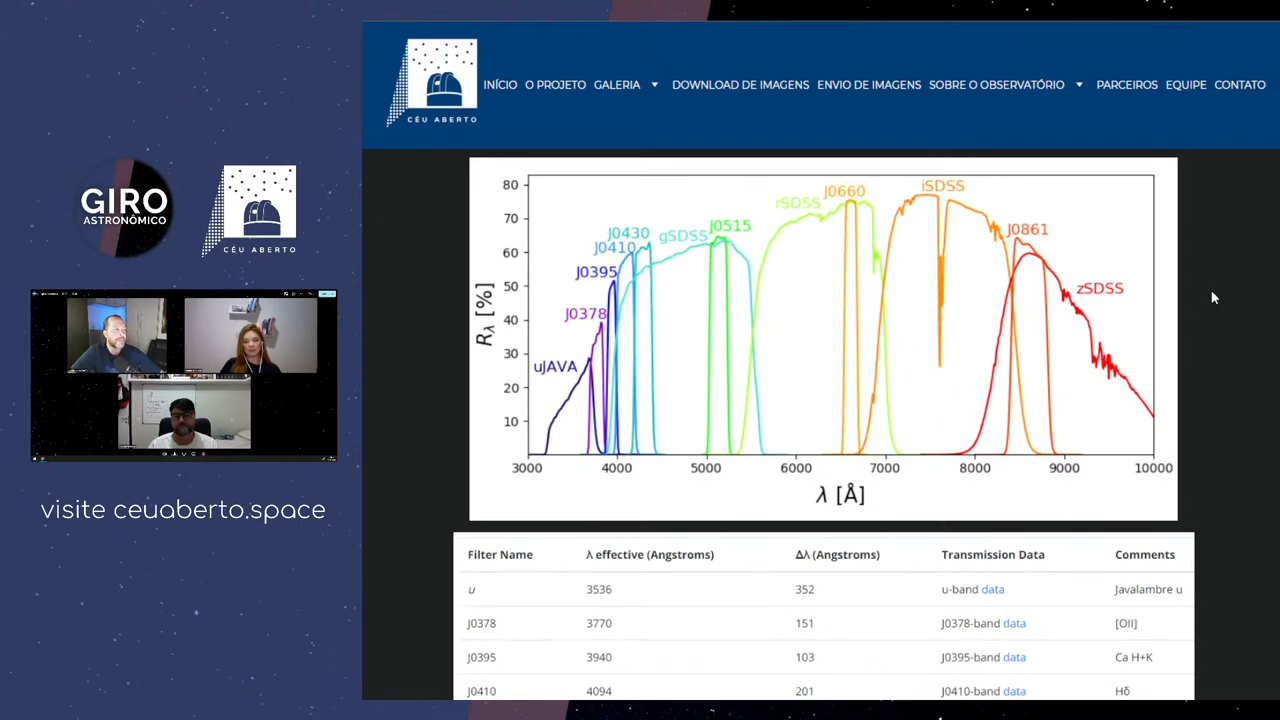 GIRO
ASTRONÔMICO
CÉU ABERTO
visite ceuaberto.space
CÉU ABERTO
INÍCIO O PROJETO GALERIA DOWNLOAD DE IMAGENS ENVIO DE IMAGENS SOBRE O OBSERVATÓRIO PARCEIROS EQUIPE CONTATO
Rλ [%]
80
70
60
50
40
30
20
10
uJAVA
J0378
J0395
J0410
J0430
gSDSS
J0515
rSDSS
J0660
iSDSS
J0861
zSDSS
3000 4000 5000 6000 7000 8000 9000 10000
λ [Å]
Filter Name λ effective (Angstroms) Δλ (Angstroms) Transmission Data Comments
u 3536 352 u-band data Javalambre u
J0378 3770 151 J0378-band data [OII]
J0395 3940 103 J0395-band data Ca H+K
J0410 4094 201 J0410-band data Hδ